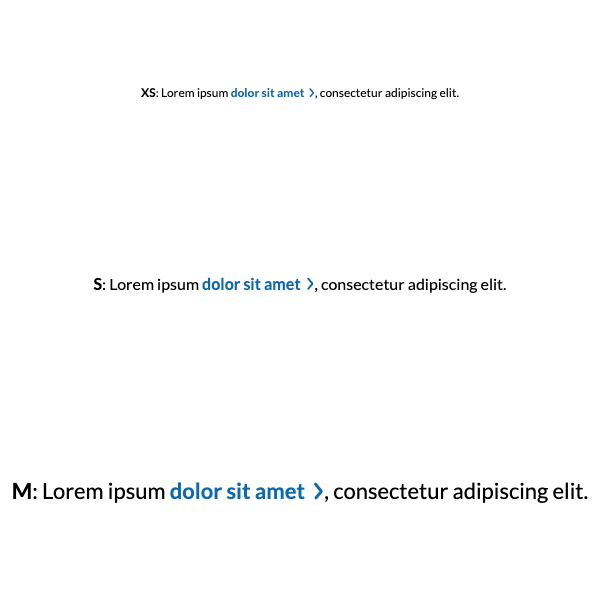 XS: Lorem ipsum dolor sit amet >, consectetur adipiscing elit.
S: Lorem ipsum dolor sit amet >, consectetur adipiscing elit.
M: Lorem ipsum dolor sit amet >, consectetur adipiscing elit.